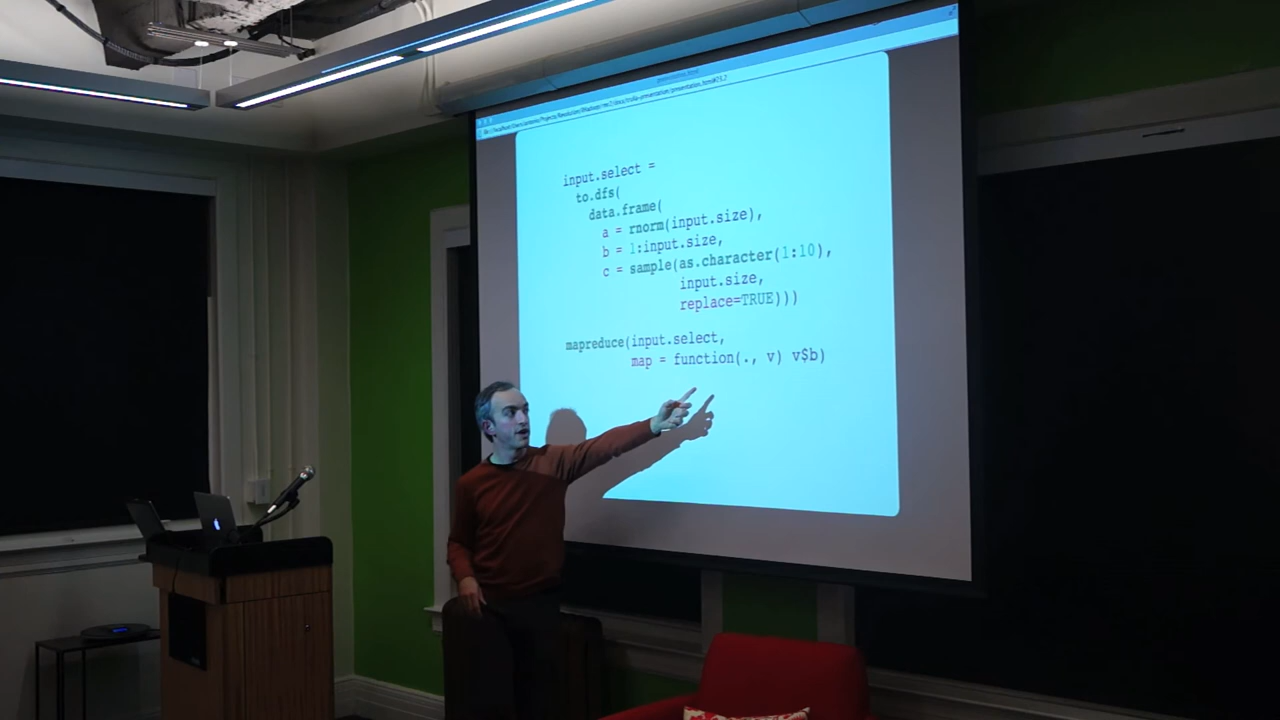 input.select =
to.dfs(
data.frame(
a = rnorm(input.size),
b = 1:input.size,
c = sample(as.character(1:10),
input.size,
replace=TRUE)))
mapreduce(input.select,
map = function(., v) v$b)